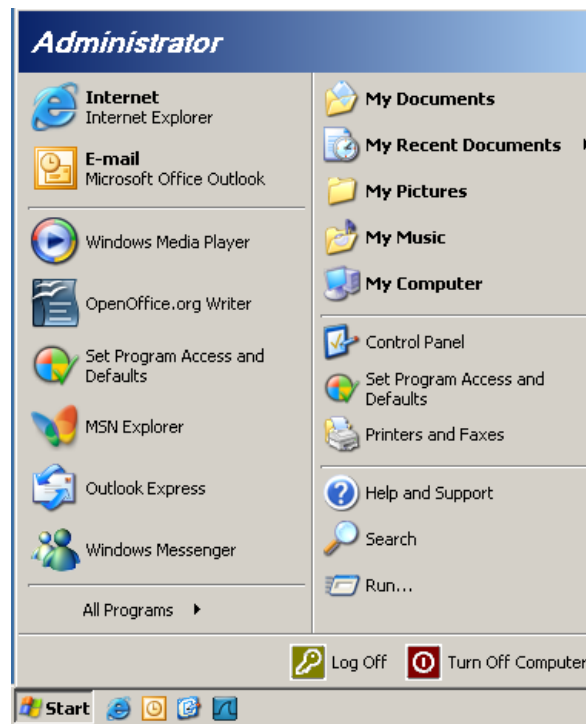 Administrator
Internet
Internet Explorer
E-mail
Microsoft Office Outlook
Windows Media Player
OpenOffice.org Writer
Set Program Access and
Defaults
MSN Explorer
Outlook Express
Windows Messenger
All Programs
My Documents
My Recent Documents
My Pictures
My Music
My Computer
Control Panel
Set Program Access and
Defaults
Printers and Faxes
Help and Support
Search
Run...
Log Off
Turn Off Computer
Start